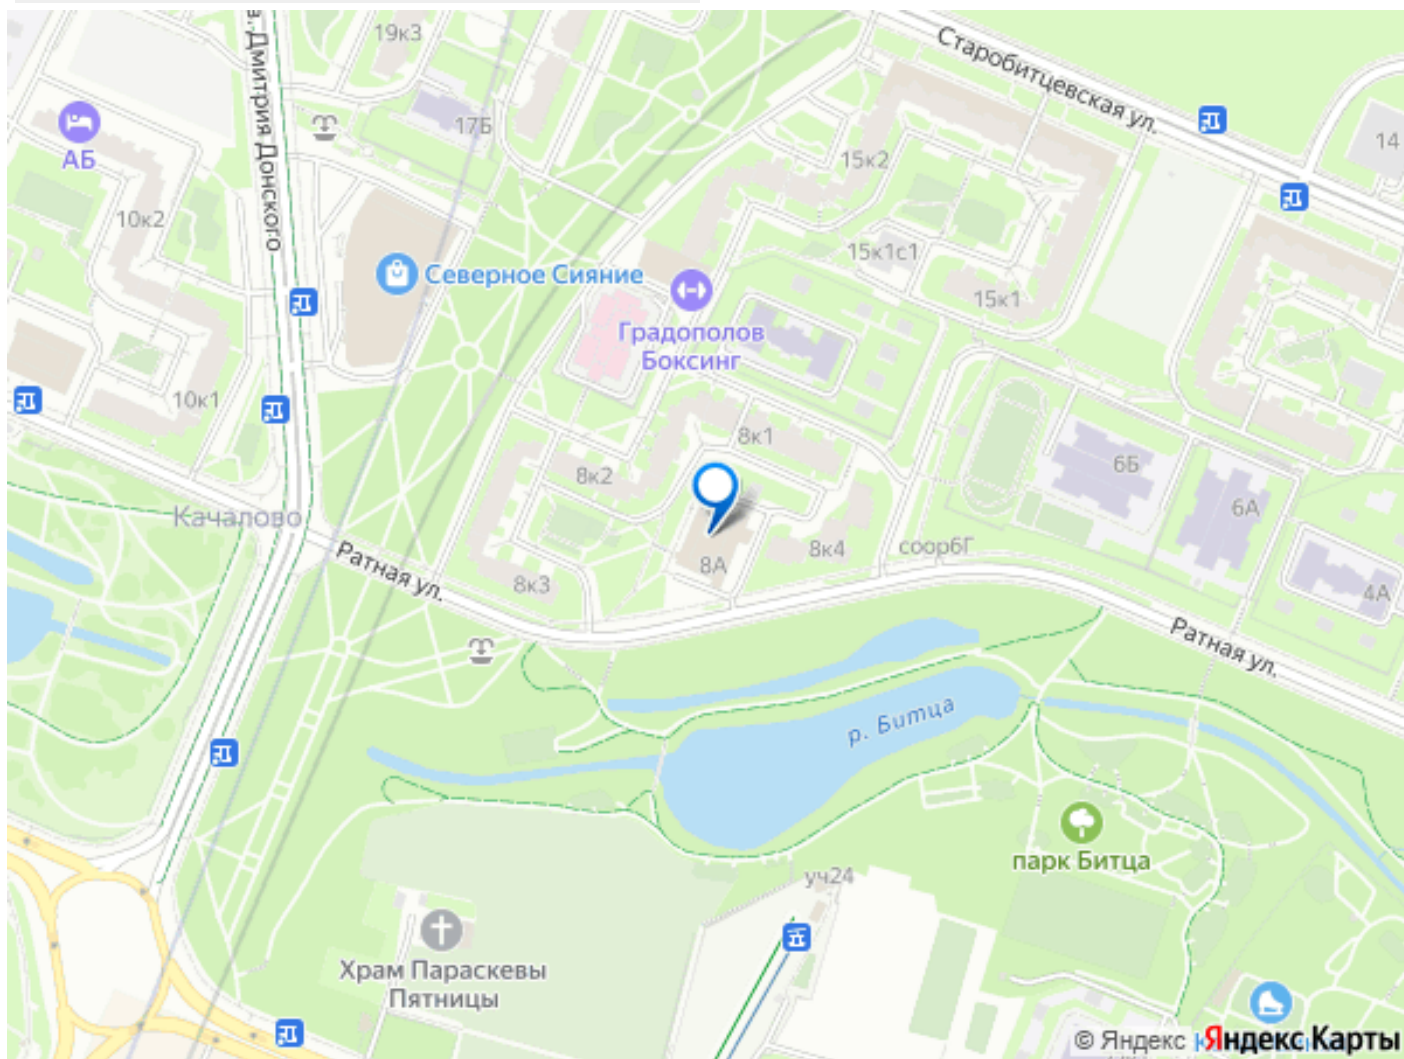 19к3
Старобитцевская ул.
в. Дмитрия Донского
17Б
14
АБ
15к2
10к2
15к1с1
Северное Сияние
15к1
Градополов
Боксинг
10к1
8к1
6Б
8к2
6А
Качалово
8к4
соор6Г
Ратная ул.
8А
8к3
4А
Ратная ул.
р. Битца
парк Битца
уч24
Храм Параскевы
Пятницы
© Яндекс
Яндекс Карты